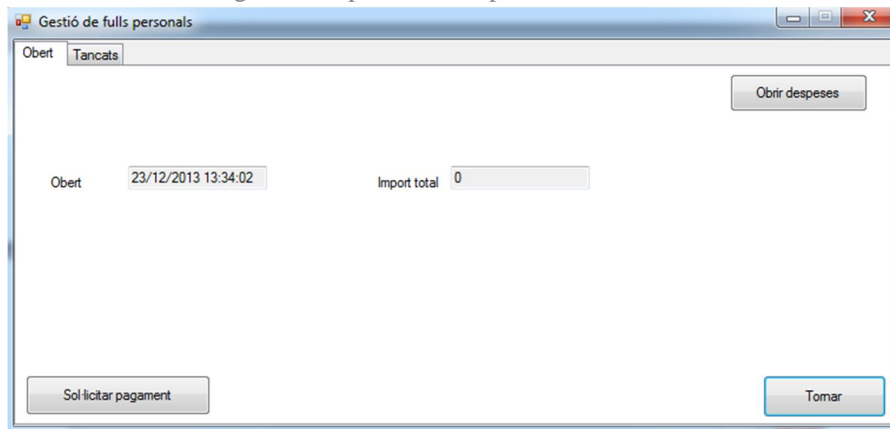 Gestió de fulls personals
Obert Tancats
Obrir despeses
Obert 23/12/2013 13:34:02 Import total 0
Sol·licitar pagament Tornar